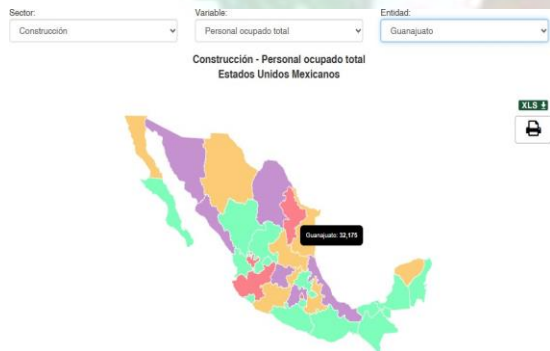 Sector: Variable: Entidad:
Construcción Personal ocupado total Guanajuato
Construcción - Personal ocupado total
Estados Unidos Mexicanos
XLS
Guanajuato: 32,175